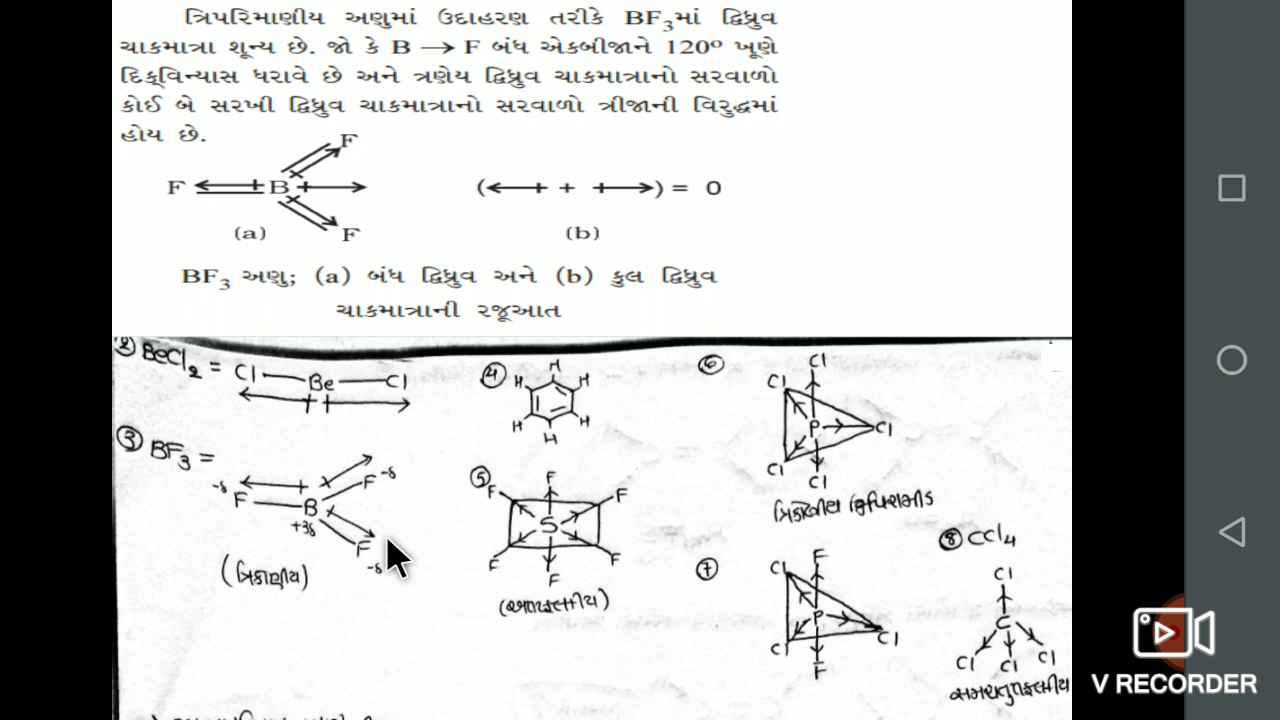 ત્રિપરિમાણીય અણુમાં ઉદાહરણ તરીકે BF₃માં દ્વિધ્રુવ
ચાકમાત્રા શૂન્ય છે. જો કે B → F બંધ એકબીજાને 120° ખૂણે
દિક્‌વિન્યાસ ધરાવે છે અને ત્રણેય દ્વિધ્રુવ ચાકમાત્રાનો સરવાળો
કોઈ બે સરખી દ્વિધ્રુવ ચાકમાત્રાનો સરવાળો ત્રીજાની વિરુદ્ધમાં
હોય છે.
F
F B
( + ) = 0
F
(a) (b)
BF₃ અણુ; (a) બંધ દ્વિધ્રુવ અને (b) કુલ દ્વિધ્રુવ
ચાકમાત્રાની રજૂઆત
② BeCl₂ = Cl Be Cl
③ BF₃ =
-δ F B F -δ
+3δ
F -δ
(ત્રિકોણીય)
④
H
H H
H H
H
⑤
F
F F
S
F F
F
⑥
Cl
Cl
P Cl
Cl
Cl
ત્રિકોણીય દ્વિપિરામીડ
⑦
F
Cl
P
Cl Cl
F
⑧ CCl₄
Cl
C
Cl Cl Cl
સમચતુષ્ફલકીય
V RECORDER